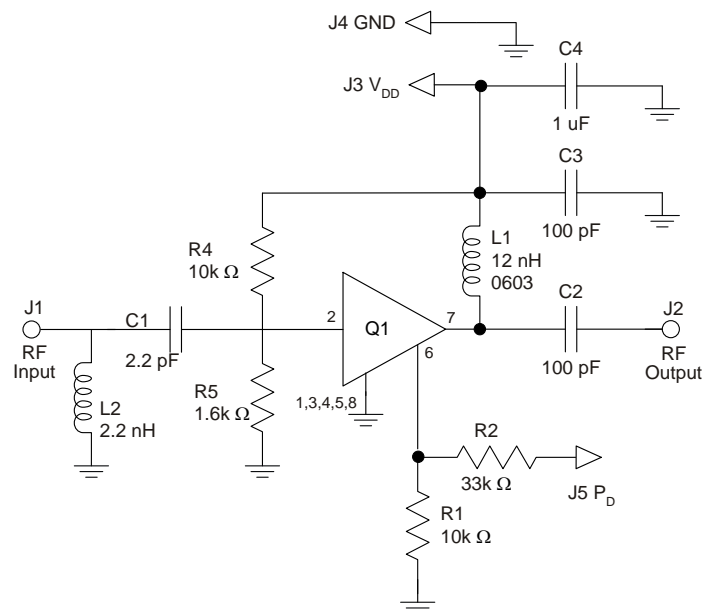 J4 GND
C4
J3 V_DD
1 uF
C3
R4
10k Ω
L1
12 nH
0603
100 pF
J1
RF
Input
C1
2.2 pF
2
Q1
7
6
C2
100 pF
J2
RF
Output
L2
2.2 nH
R5
1.6k Ω
1,3,4,5,8
R2
33k Ω
J5 P_D
R1
10k Ω